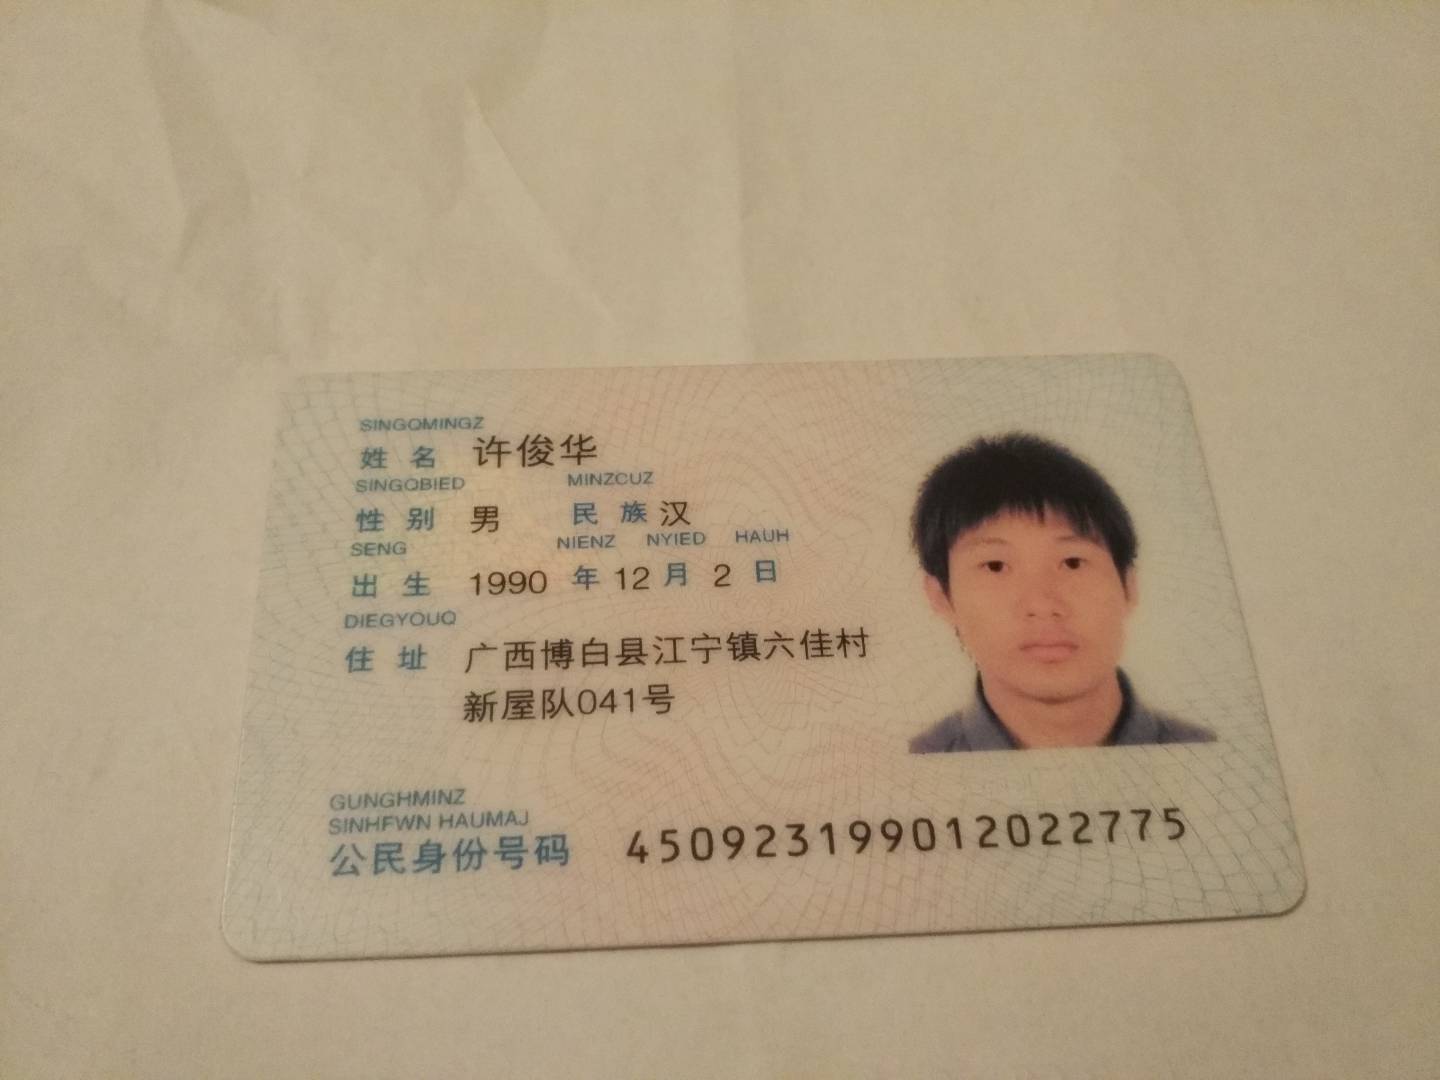 SINGQMINGZ
姓名 许俊华
SINGQBIED MINZCUZ
性别 男 民族 汉
SENG NIENZ NYIED HAUH
出生 1990 年 12 月 2 日
DIEGYOUQ
住址 广西博白县江宁镇六佳村
新屋队041号
GUNGHMINZ
SINHFWN HAUMAJ
公民身份号码 450923199012022775